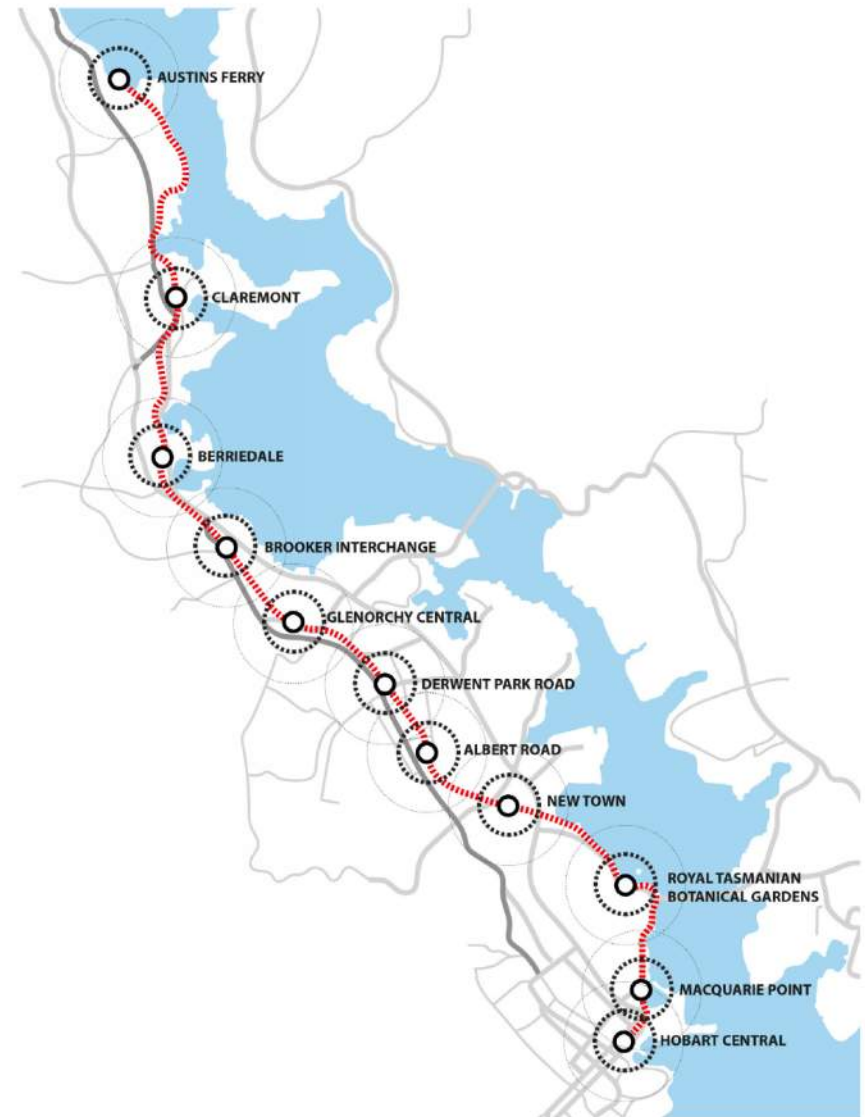 AUSTINS FERRY
CLAREMONT
BERRIEDALE
BROOKER INTERCHANGE
GLENORCHY CENTRAL
DERWENT PARK ROAD
ALBERT ROAD
NEW TOWN
ROYAL TASMANIAN
BOTANICAL GARDENS
MACQUARIE POINT
HOBART CENTRAL